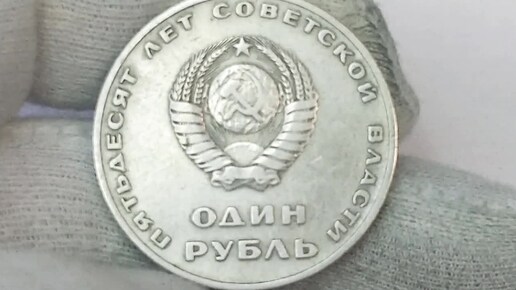 ПЯТЬДЕСЯТ ЛЕТ СОВЕТСКОЙ ВЛАСТИ
ОДИН
РУБЛЬ